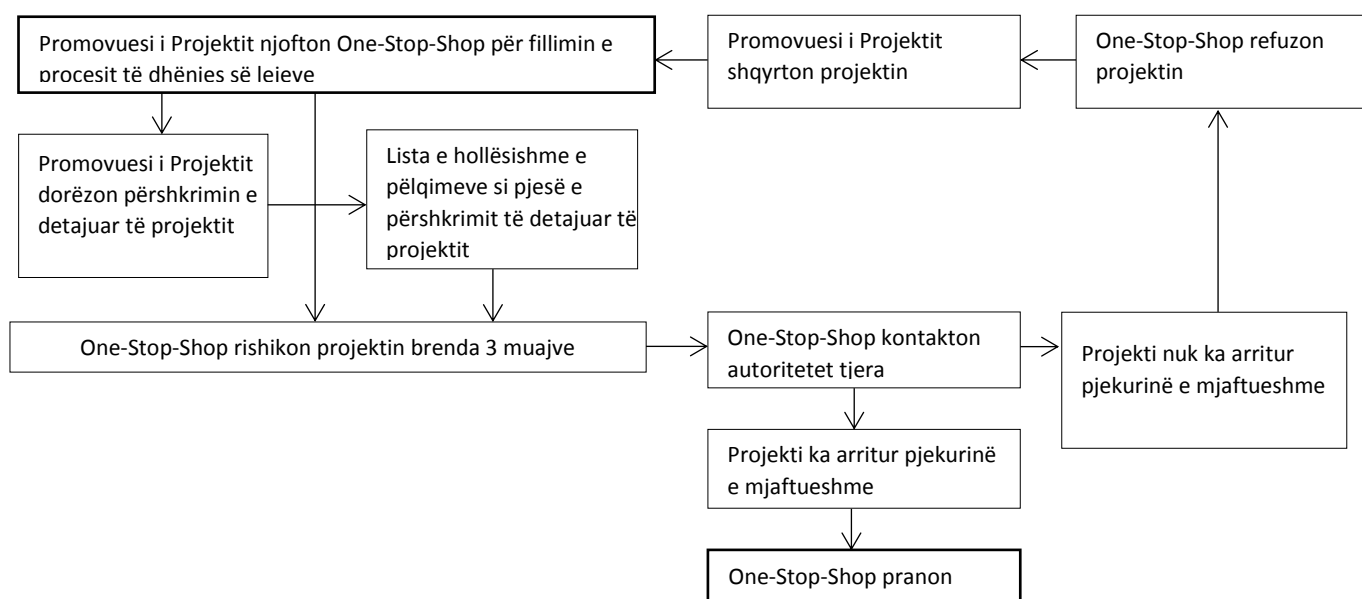 Promovuesi i Projektit njofton One-Stop-Shop për fillimin e
procesit të dhënies së lejeve
Promovuesi i Projektit
shqyrton projektin
One-Stop-Shop refuzon
projektin
Promovuesi i Projektit
dorëzon përshkrimin e
detajuar të projektit
Lista e hollësishme e
pëlqimeve si pjesë e
përshkrimit të detajuar të
projektit
One-Stop-Shop rishikon projektin brenda 3 muajve
One-Stop-Shop kontakton
autoritetet tjera
Projekti nuk ka arritur
pjekurinë e mjaftueshme
Projekti ka arritur pjekurinë
e mjaftueshme
One-Stop-Shop pranon